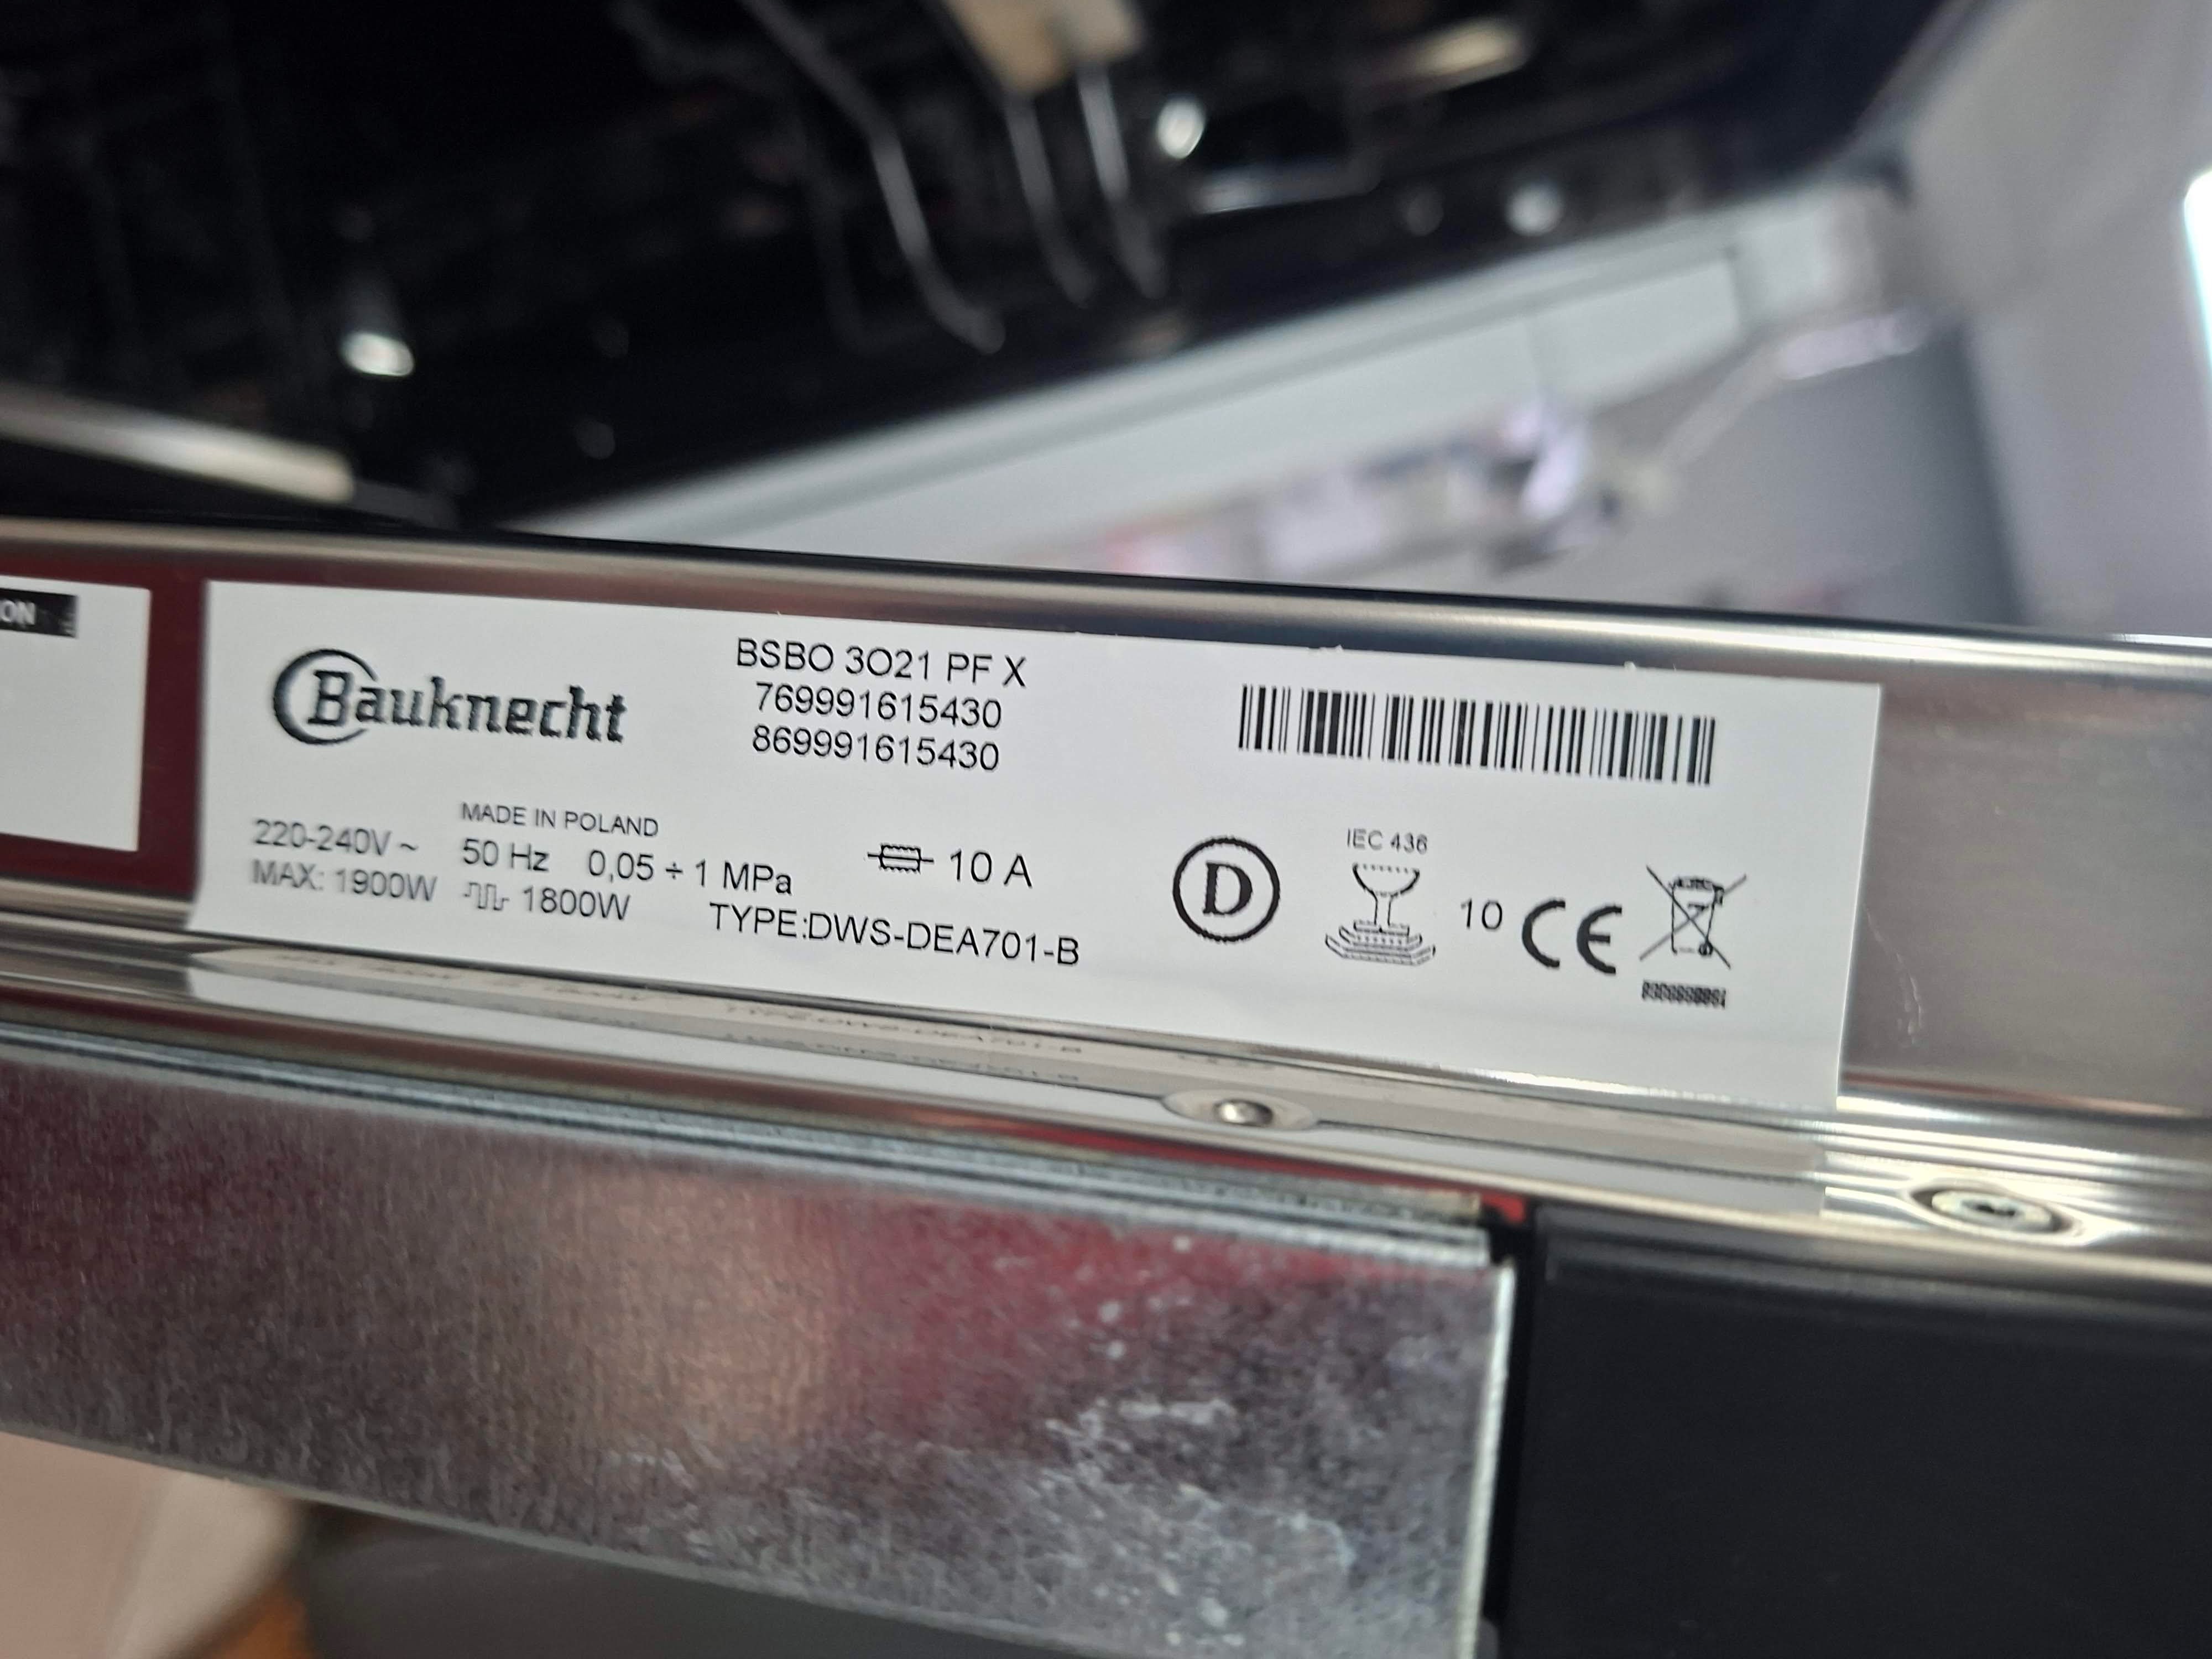 ON
Bauknecht
BSBO 3O21 PF X
769991615430
869991615430
MADE IN POLAND
220-240V ~ 50 Hz 0,05 ÷ 1 MPa 10 A
MAX: 1900W 1800W TYPE:DWS-DEA701-B
D
IEC 436
10 CE